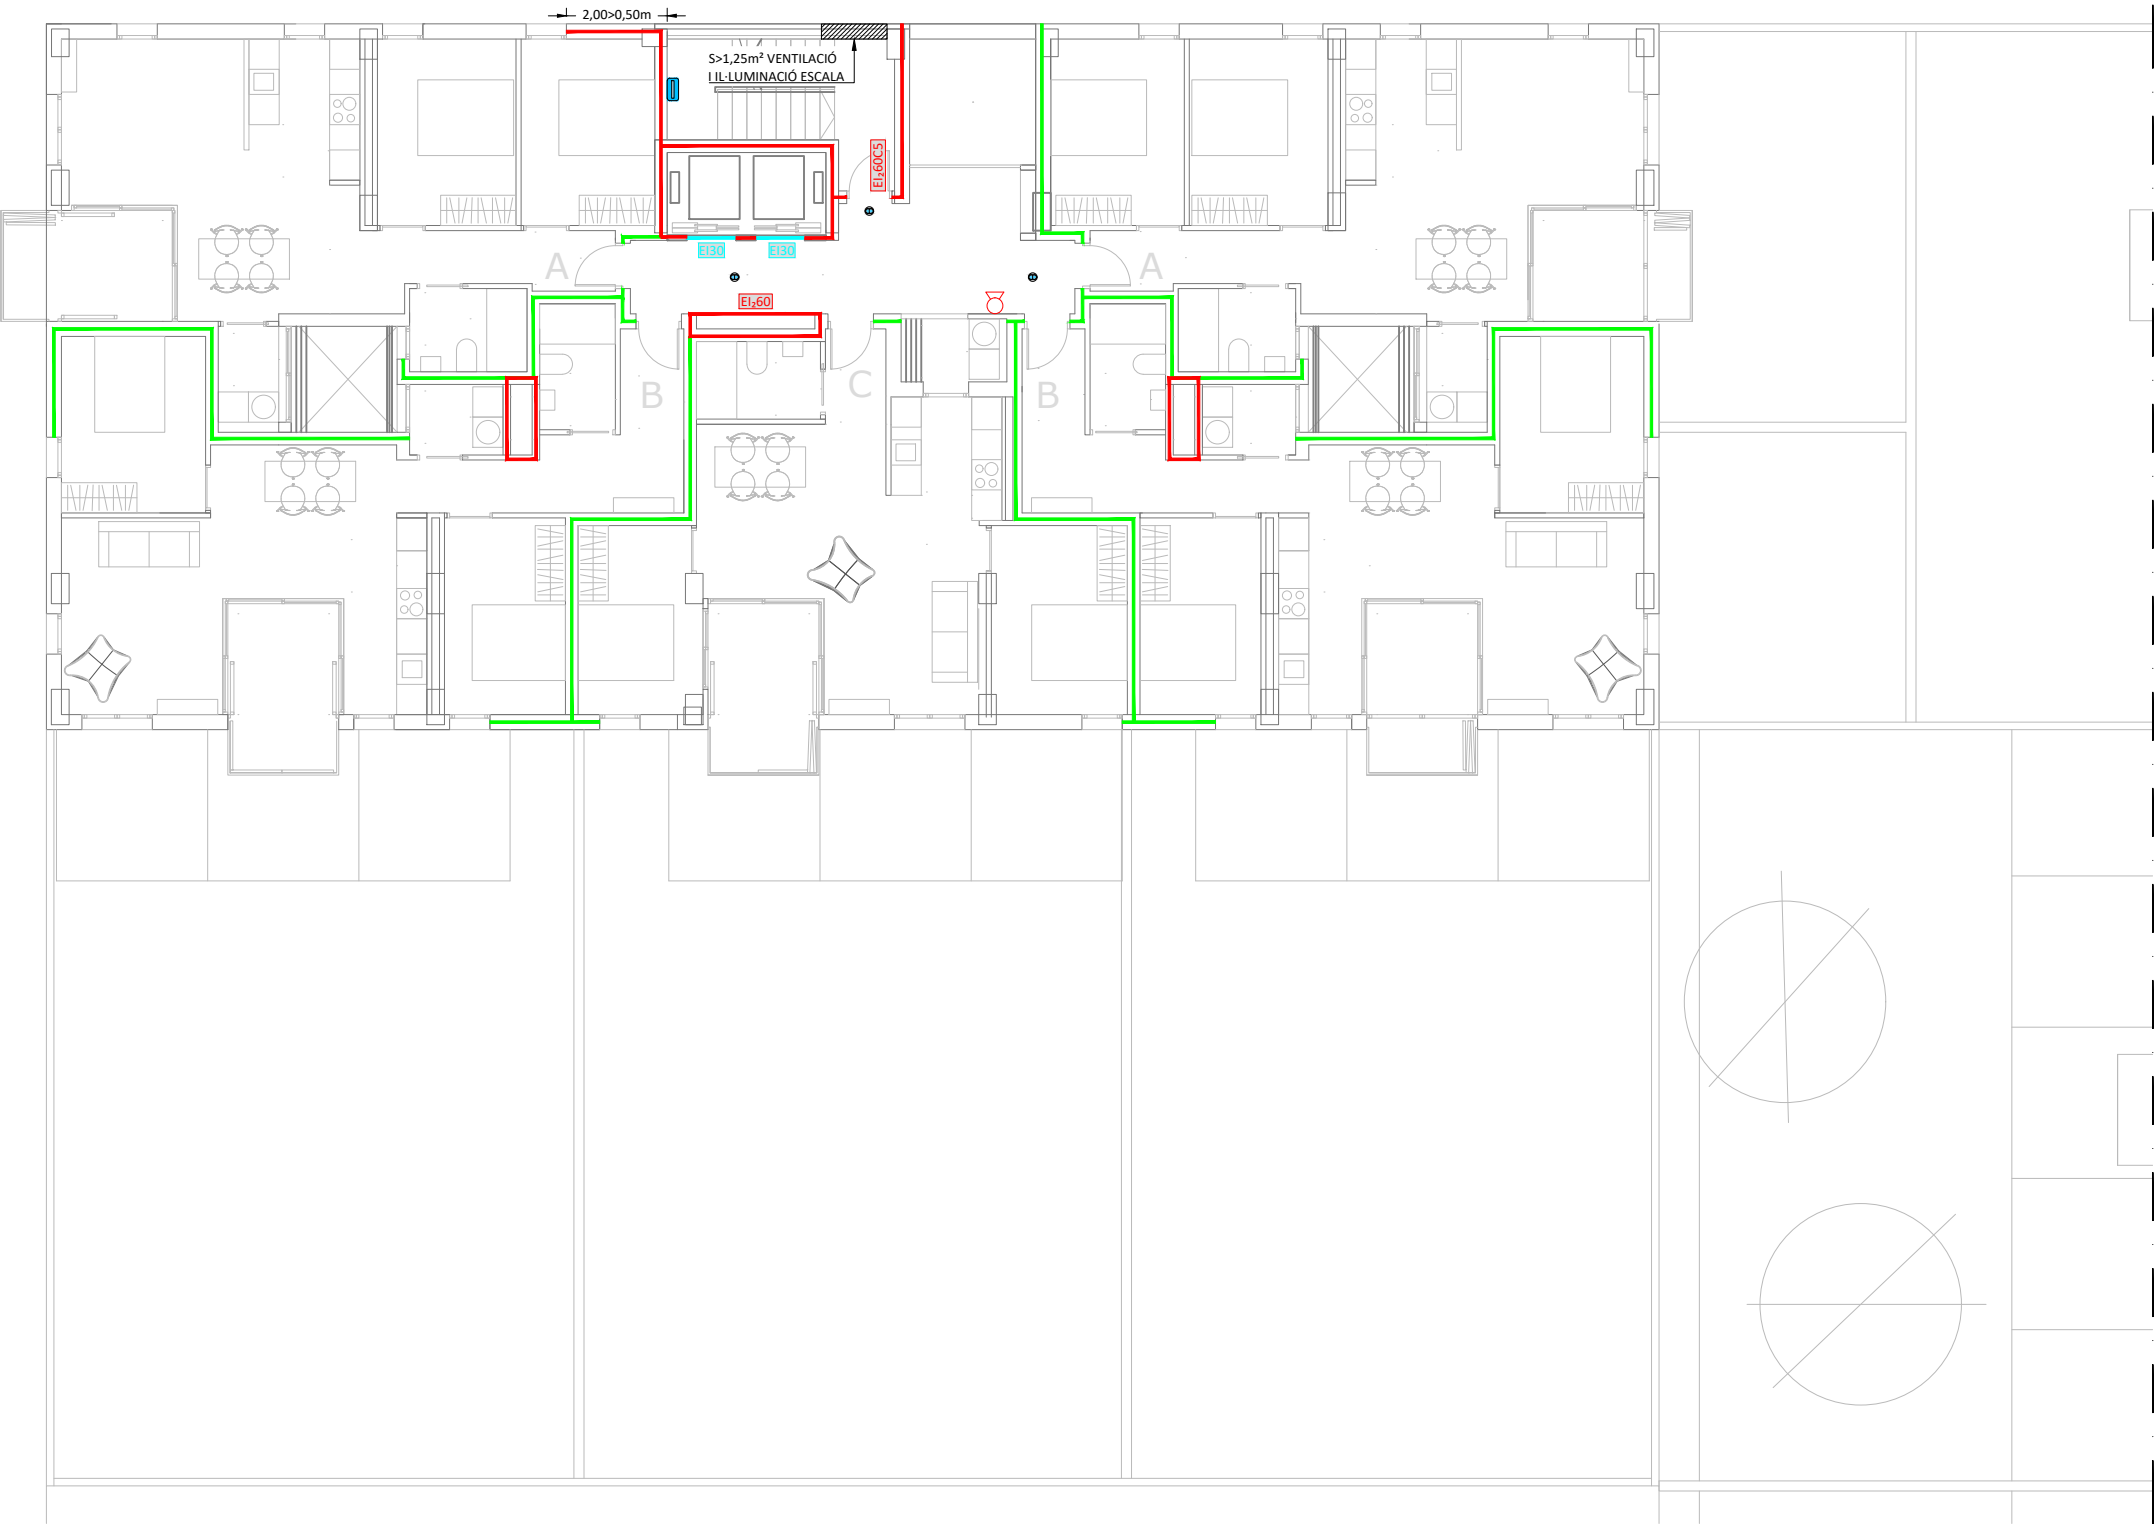 2,00>0,50m
S>1,25m² VENTILACIÓ
I IL·LUMINACIÓ ESCALA
EI₂60C5
EI30
EI30
A
A
EI₂60
B
C
B